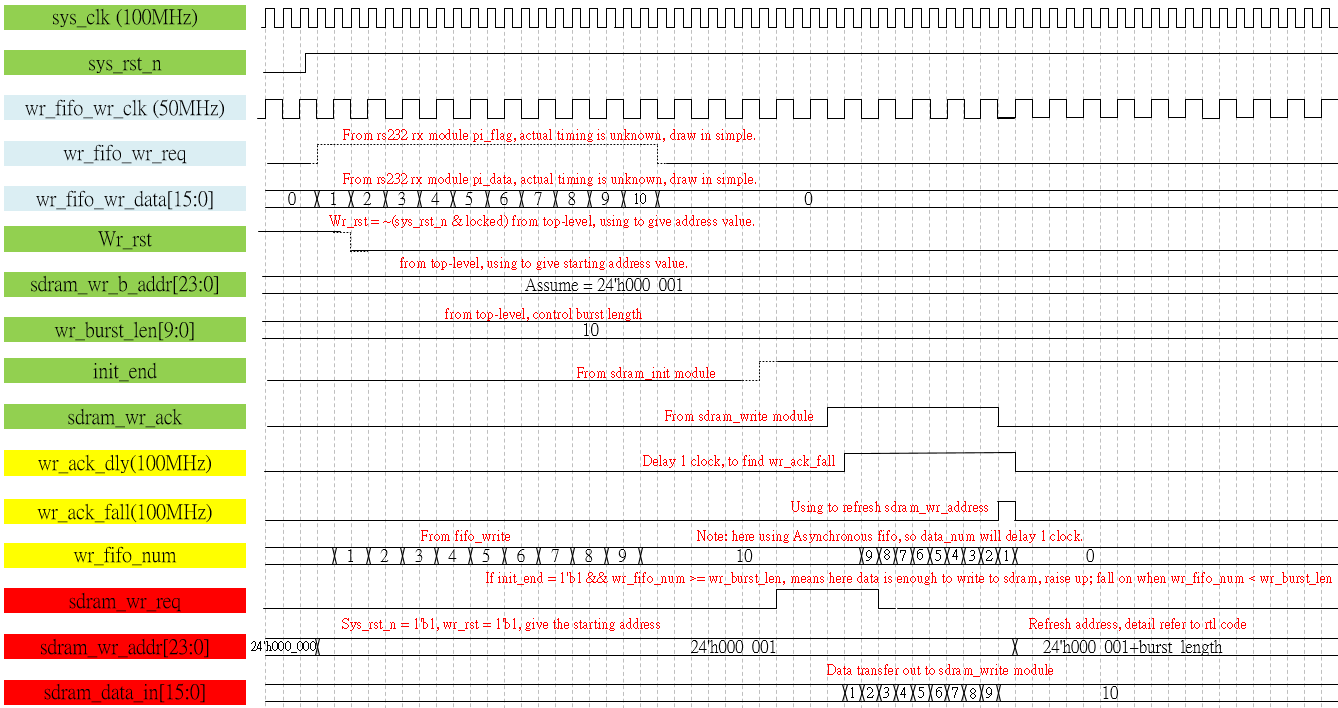 sys_clk (100MHz)
sys_rst_n
wr_fifo_wr_clk (50MHz)
From rs232 rx module pi_flag, actual timing is unknown, draw in simple.
wr_fifo_wr_req
From rs232 rx module pi_data, actual timing is unknown, draw in simple.
wr_fifo_wr_data[15:0] 0 1 2 3 4 5 6 7 8 9 10 0
Wr_rst = ~(sys_rst_n & locked) from top-level, using to give address value.
Wr_rst
from top-level, using to give starting address value.
sdram_wr_b_addr[23:0] Assume = 24'h000_001
from top-level, control burst length
wr_burst_len[9:0] 10
init_end From sdram_init module
sdram_wr_ack From sdram_write module
wr_ack_dly(100MHz) Delay 1 clock, to find wr_ack_fall
wr_ack_fall(100MHz) Using to refresh sdram_wr_address
From fifo_write Note: here using Asynchronous fifo, so data_num will delay 1 clock.
wr_fifo_num 1 2 3 4 5 6 7 8 9 10 9 8 7 6 5 4 3 2 1 0
If init_end = 1'b1 && wr_fifo_num >= wr_burst_len, means here data is enough to write to sdram, raise up; fall on when wr_fifo_num < wr_burst_len
sdram_wr_req
Sys_rst_n = 1'b1, wr_rst = 1'b1, give the starting address Refresh address, detail refer to rtl code
sdram_wr_addr[23:0] 24'h000_000 24'h000_001 24'h000_001+burst_length
Data transfer out to sdram_write module
sdram_data_in[15:0] 1 2 3 4 5 6 7 8 9 10